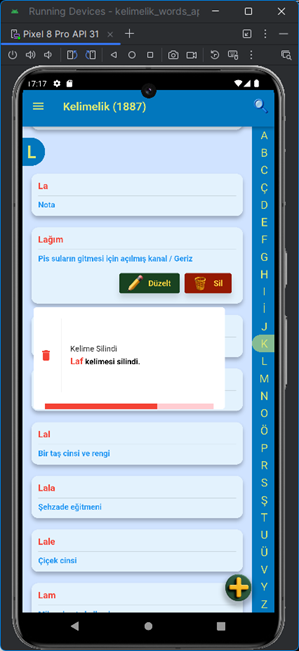 Running Devices - kelimelik_words_ap
Pixel 8 Pro API 31
17:17
Kelimelik (1887)
L
La
Nota
Lağım
Pis suların gitmesi için açılmış kanal / Geriz
Düzelt
Sil
Kelime Silindi
Laf kelimesi silindi.
Lal
Bir taş cinsi ve rengi
Lala
Şehzade eğitmeni
Lale
Çiçek cinsi
Lam
A
B
C
Ç
D
E
F
G
H
I
İ
J
K
L
M
N
O
Ö
P
R
S
Ş
T
U
Ü
V
Y
Z